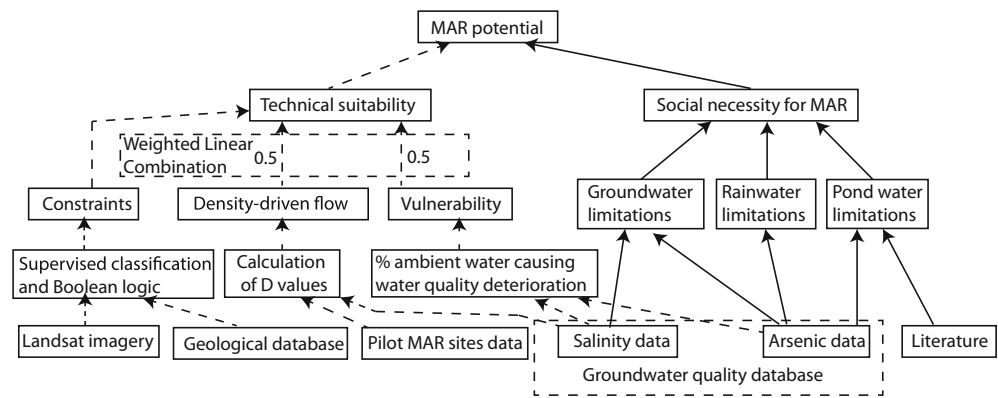 MAR potential
Technical suitability
Social necessity for MAR
Weighted Linear
Combination
0.5
0.5
Constraints
Density-driven flow
Vulnerability
Groundwater
limitations
Rainwater
limitations
Pond water
limitations
Supervised classification
and Boolean logic
Calculation
of D values
% ambient water causing
water quality deterioration
Landsat imagery
Geological database
Pilot MAR sites data
Salinity data
Arsenic data
Literature
Groundwater quality database